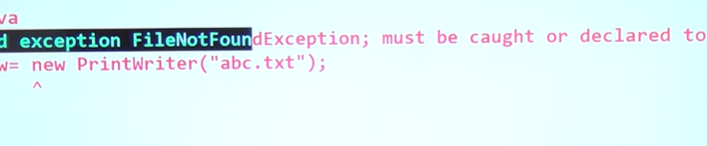 va
d exception FileNotFoundException; must be caught or declared to
w= new PrintWriter("abc.txt");
^